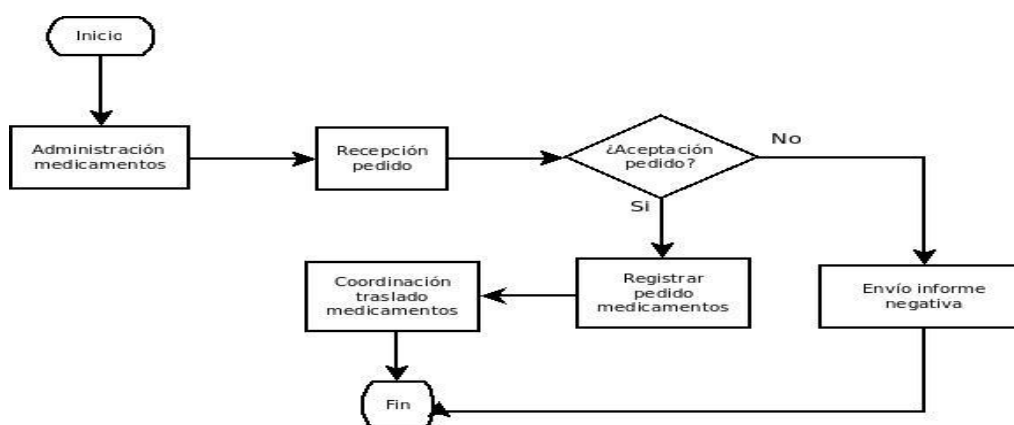 Inicio
Administración
medicamentos
Recepción
pedido
¿Aceptación
pedido?
No
Si
Registrar
pedido
medicamentos
Coordinación
traslado
medicamentos
Envío informe
negativa
Fin